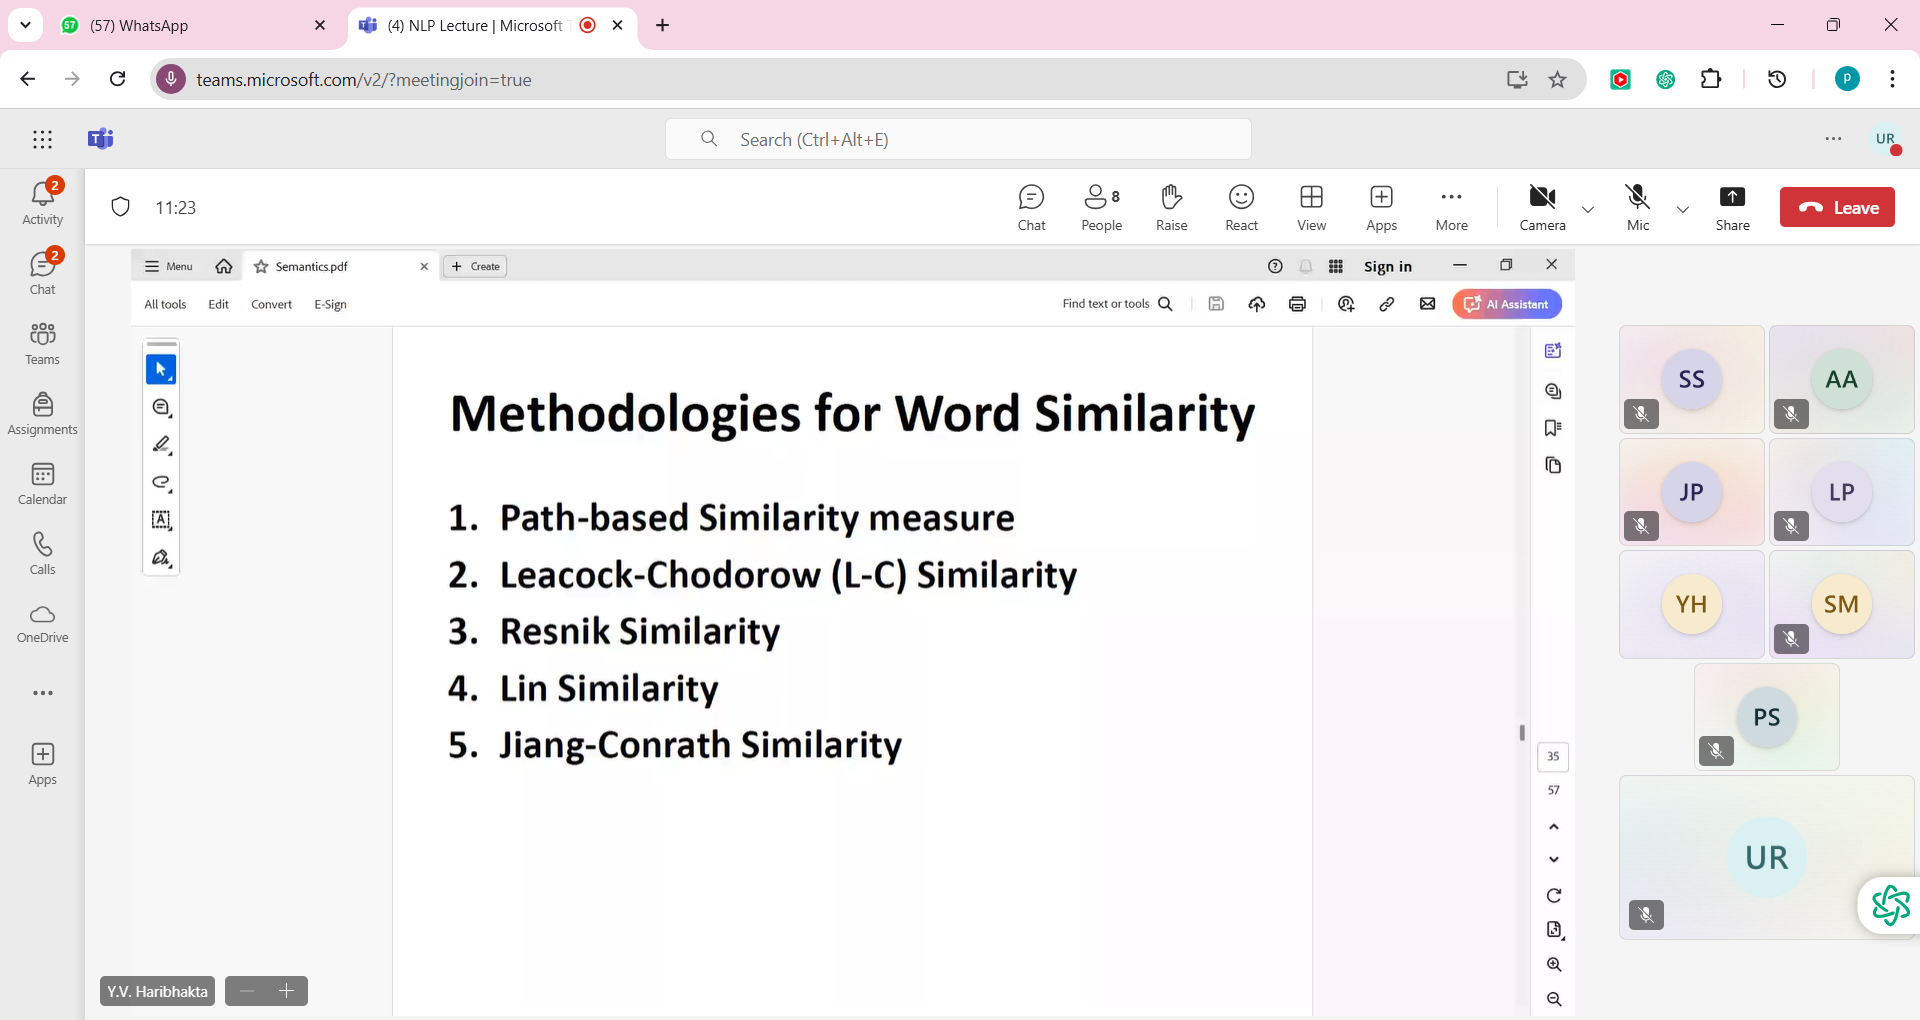 57
(57) WhatsApp
(4) NLP Lecture | Microsoft T
teams.microsoft.com/v2/?meetingjoin=true
P
Search (Ctrl+Alt+E)
UR
2
Activity
2
Chat
Teams
Assignments
Calendar
Calls
OneDrive
Apps
11:23
Chat
8
People
Raise
React
View
Apps
More
Camera
Mic
Share
Leave
Menu
Semantics.pdf
Create
Sign in
All tools
Edit
Convert
E-Sign
Find text or tools
AI Assistant
Methodologies for Word Similarity
1. Path-based Similarity measure
2. Leacock-Chodorow (L-C) Similarity
3. Resnik Similarity
4. Lin Similarity
5. Jiang-Conrath Similarity
35
57
Y.V. Haribhakta
SS
AA
JP
LP
YH
SM
PS
UR